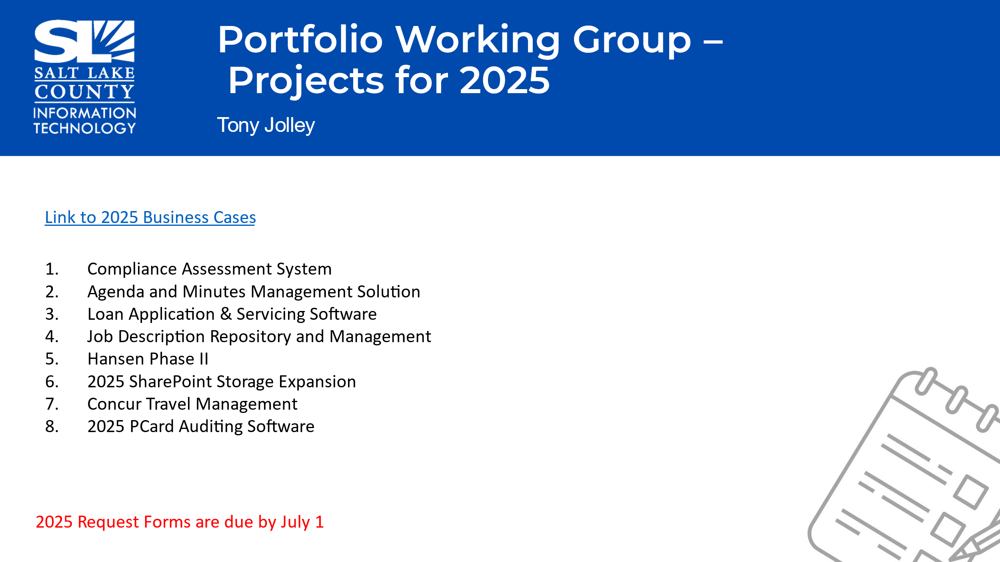 SL
SALT LAKE
COUNTY
INFORMATION
TECHNOLOGY
Portfolio Working Group –
Projects for 2025
Tony Jolley
Link to 2025 Business Cases
1. Compliance Assessment System
2. Agenda and Minutes Management Solution
3. Loan Application & Servicing Software
4. Job Description Repository and Management
5. Hansen Phase II
6. 2025 SharePoint Storage Expansion
7. Concur Travel Management
8. 2025 PCard Auditing Software
2025 Request Forms are due by July 1